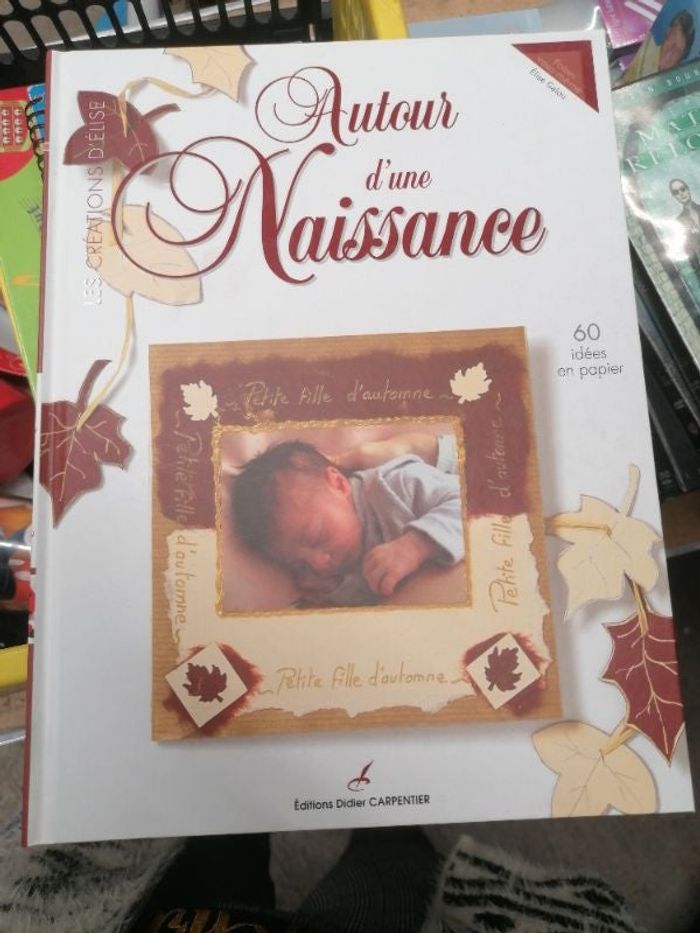 LES CRÉATIONS D'ÉLISE
Autour
d'une
Naissance
Élise Galou
60
idées
en papier
Petite fille d'automne
Petite fille d'automne
Petite fille d'automne
Petite fille d'automne
Éditions Didier CARPENTIER